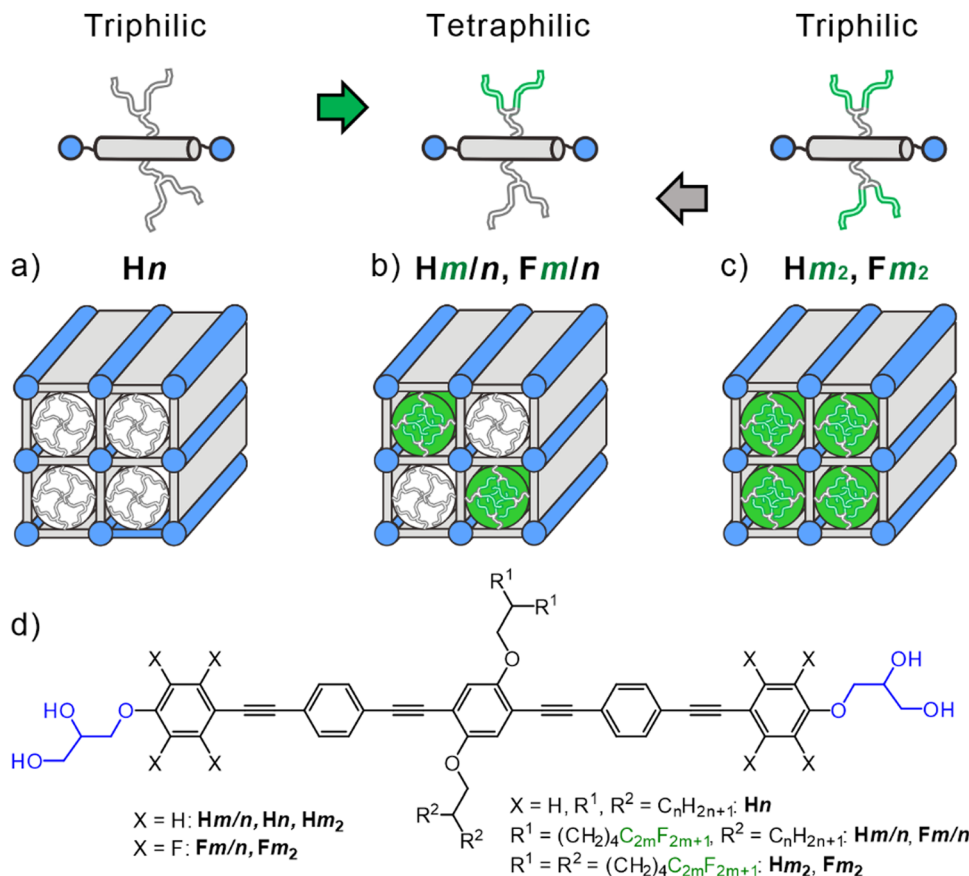 Triphilic Tetraphilic Triphilic
a) Hn b) Hm/n, Fm/n c) Hm₂, Fm₂
d)
R¹
R¹
O
X X X X
OH
HO O O OH
HO
X X X X
O
R²
R²
X = H: Hm/n, Hn, Hm₂
X = F: Fm/n, Fm₂
X = H, R¹, R² = CₙH₂ₙ₊₁: Hn
R¹ = (CH₂)₄C₂ₘF₂ₘ₊₁, R² = CₙH₂ₙ₊₁: Hm/n, Fm/n
R¹ = R² = (CH₂)₄C₂ₘF₂ₘ₊₁: Hm₂, Fm₂